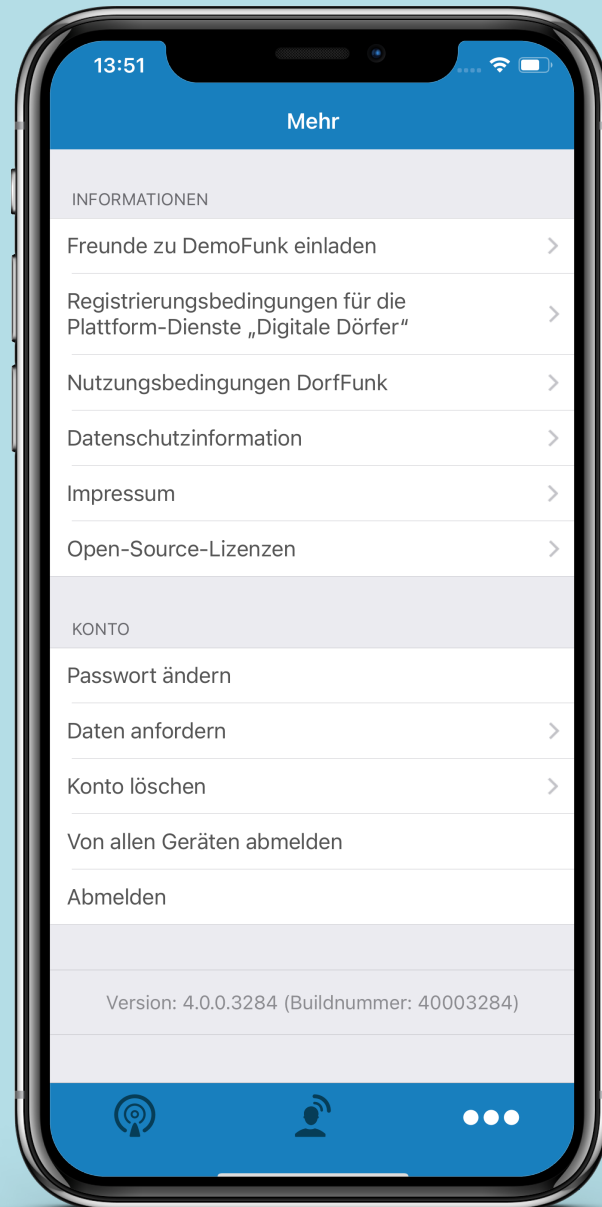 13:51
Mehr
INFORMATIONEN
Freunde zu DemoFunk einladen
Registrierungsbedingungen für die
Plattform-Dienste „Digitale Dörfer“
Nutzungsbedingungen DorfFunk
Datenschutzinformation
Impressum
Open-Source-Lizenzen
KONTO
Passwort ändern
Daten anfordern
Konto löschen
Von allen Geräten abmelden
Abmelden
Version: 4.0.0.3284 (Buildnummer: 40003284)